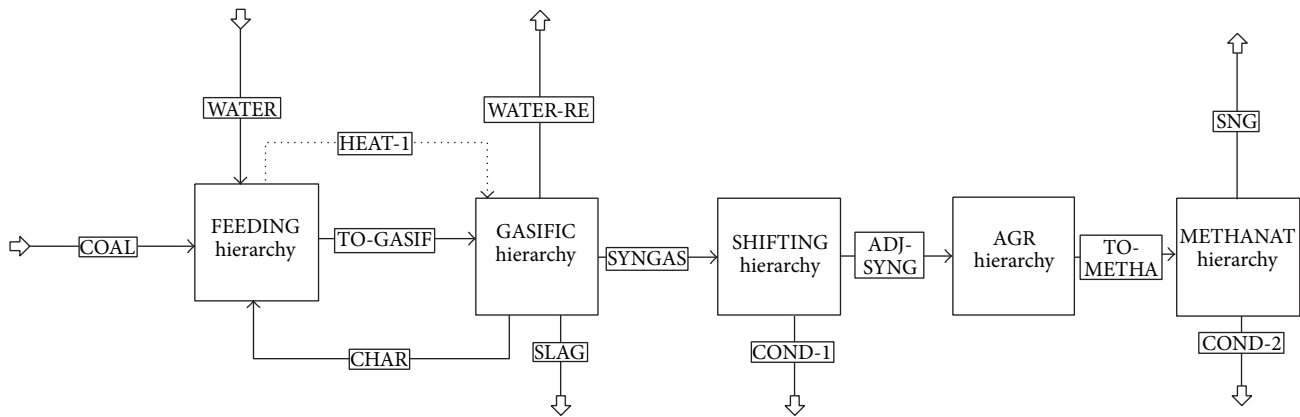 WATER
WATER-RE
SNG
HEAT-1
COAL
FEEDING
hierarchy
TO-GASIF
GASIFIC
hierarchy
SYNGAS
SHIFTING
hierarchy
ADJ-
SYNG
AGR
hierarchy
TO-
METHA
METHANAT
hierarchy
CHAR
SLAG
COND-1
COND-2